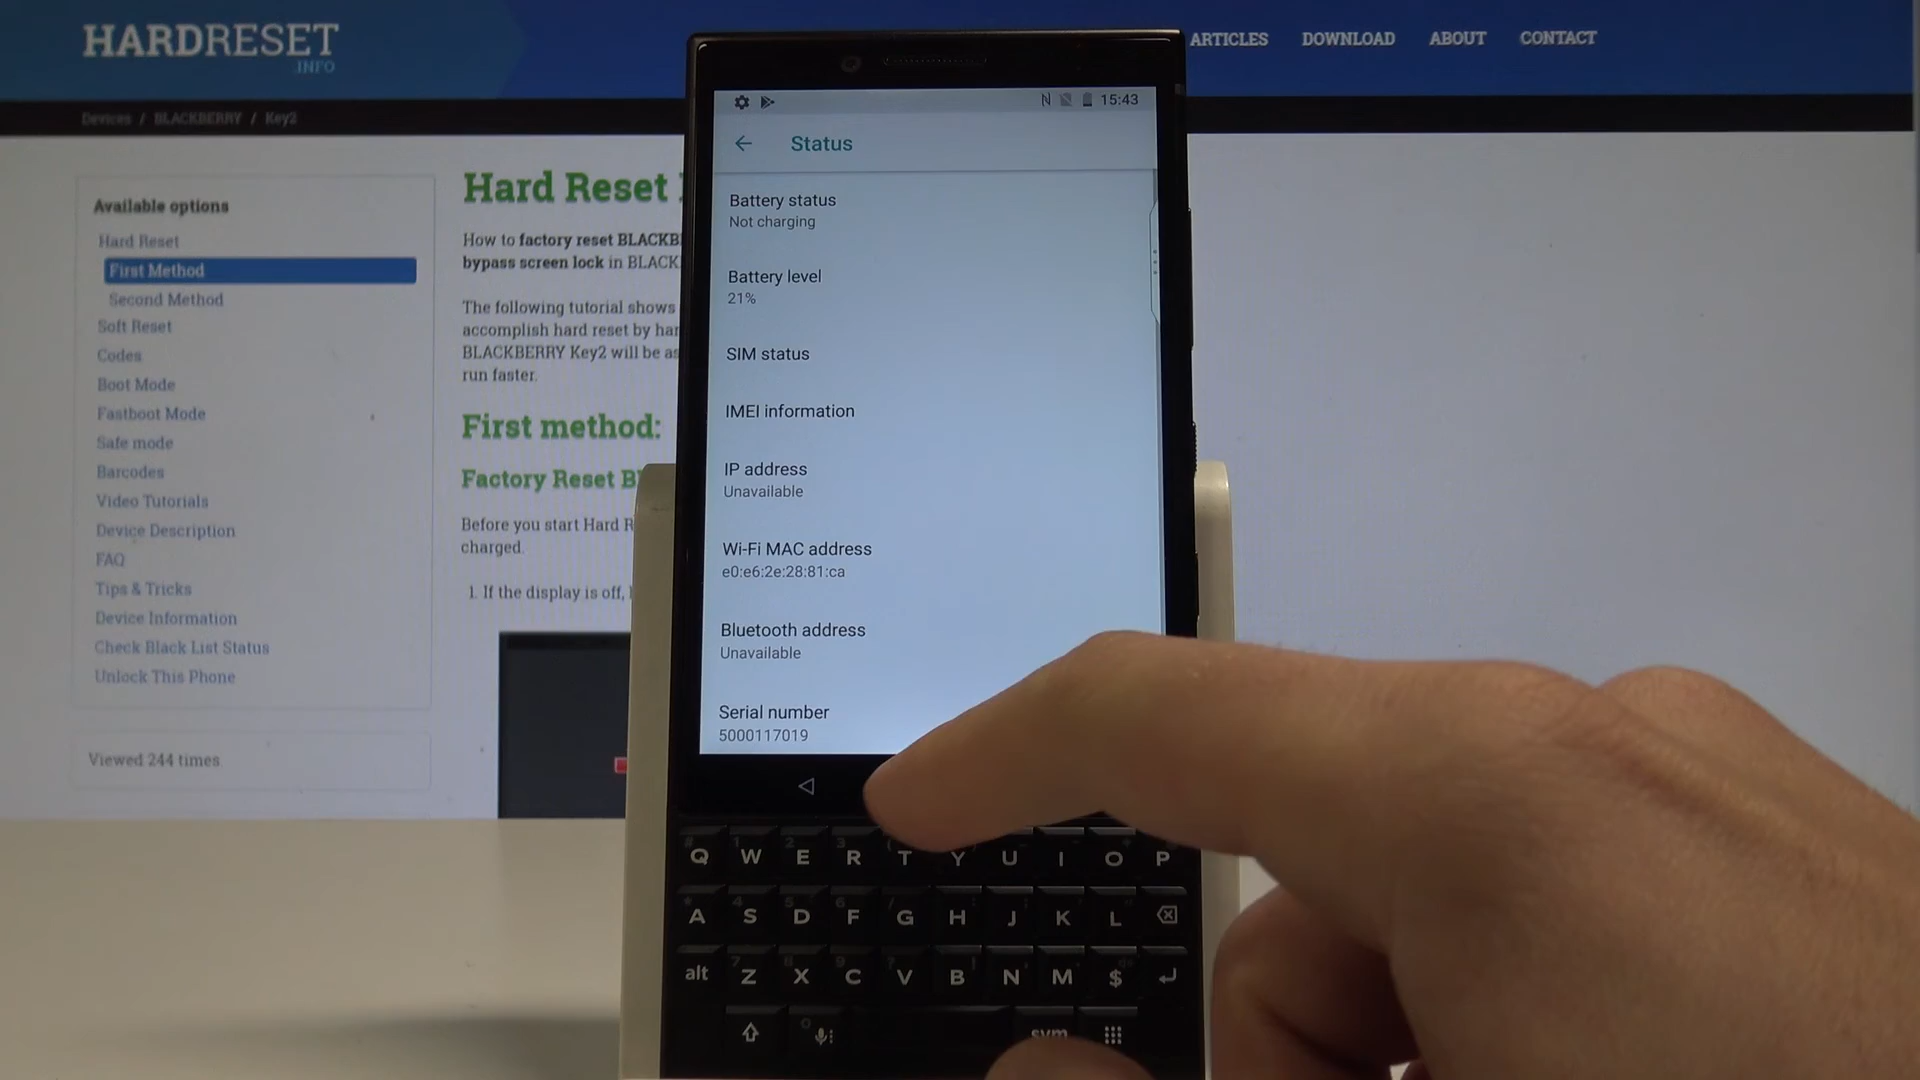 HARDRESET
.INFO
ARTICLES DOWNLOAD ABOUT CONTACT
Devices / BLACKBERRY / Key2
Available options
Hard Reset
First Method
Second Method
Soft Reset
Codes
Boot Mode
Fastboot Mode
Safe mode
Barcodes
Video Tutorials
Device Description
FAQ
Tips & Tricks
Device Information
Check Black List Status
Unlock This Phone
Viewed 244 times
Hard Reset
How to factory reset BLACKB
bypass screen lock in BLACK
The following tutorial shows
accomplish hard reset by har
BLACKBERRY Key2 will be as
run faster.
First method:
Factory Reset B
Before you start Hard R
charged.
1. If the display is off,
15:43
Status
Battery status
Not charging
Battery level
21%
SIM status
IMEI information
IP address
Unavailable
Wi-Fi MAC address
e0:e6:2e:28:81:ca
Bluetooth address
Unavailable
Serial number
5000117019
Q W E R T Y U I O P
A S D F G H J K L
alt Z X C V B N M $
sym